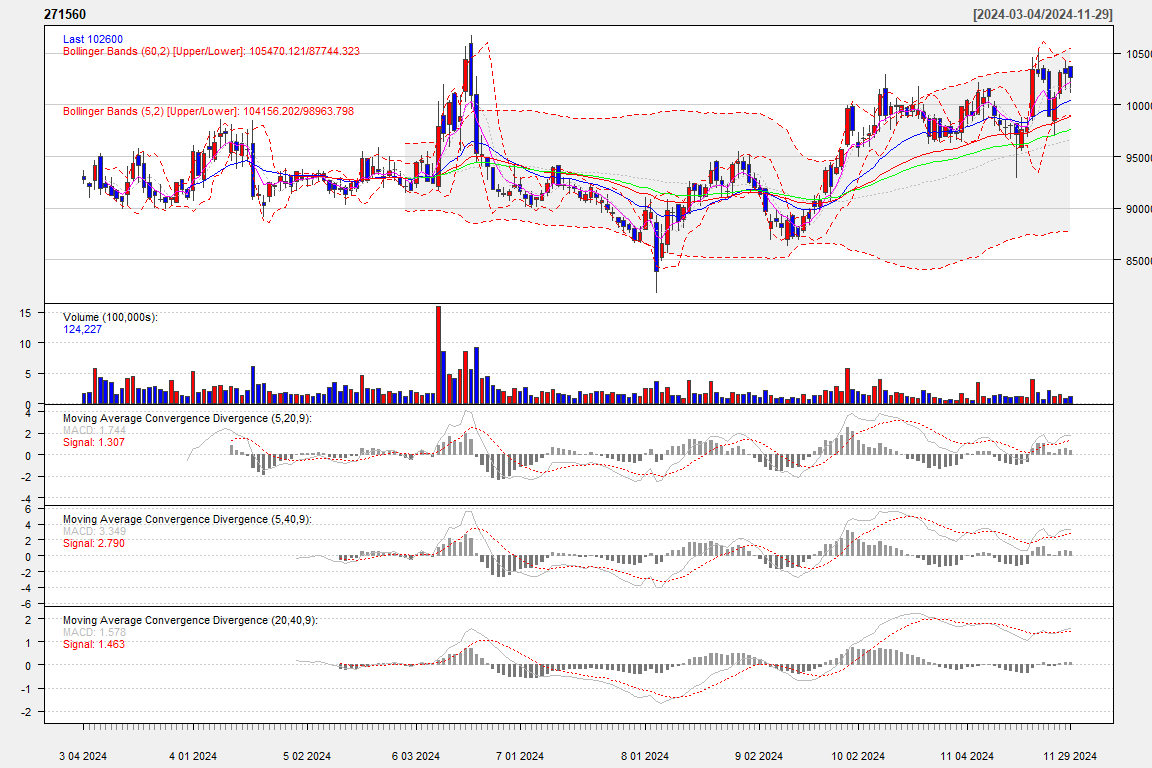 271560 [2024-03-04/2024-11-29]
Last 102600
Bollinger Bands (60,2) [Upper/Lower]: 105470.121/87744.323
Bollinger Bands (5,2) [Upper/Lower]: 104156.202/98963.798
10500
10000
95000
90000
85000
Volume (100,000s):
124,227
15
10
5
0
Moving Average Convergence Divergence (5,20,9):
MACD: 1.744
Signal: 1.307
4
2
0
-2
-4
Moving Average Convergence Divergence (5,40,9):
MACD: 3.349
Signal: 2.790
6
4
2
0
-2
-4
-6
Moving Average Convergence Divergence (20,40,9):
MACD: 1.578
Signal: 1.463
2
1
0
-1
-2
3 04 2024 4 01 2024 5 02 2024 6 03 2024 7 01 2024 8 01 2024 9 02 2024 10 02 2024 11 04 2024 11 29 2024